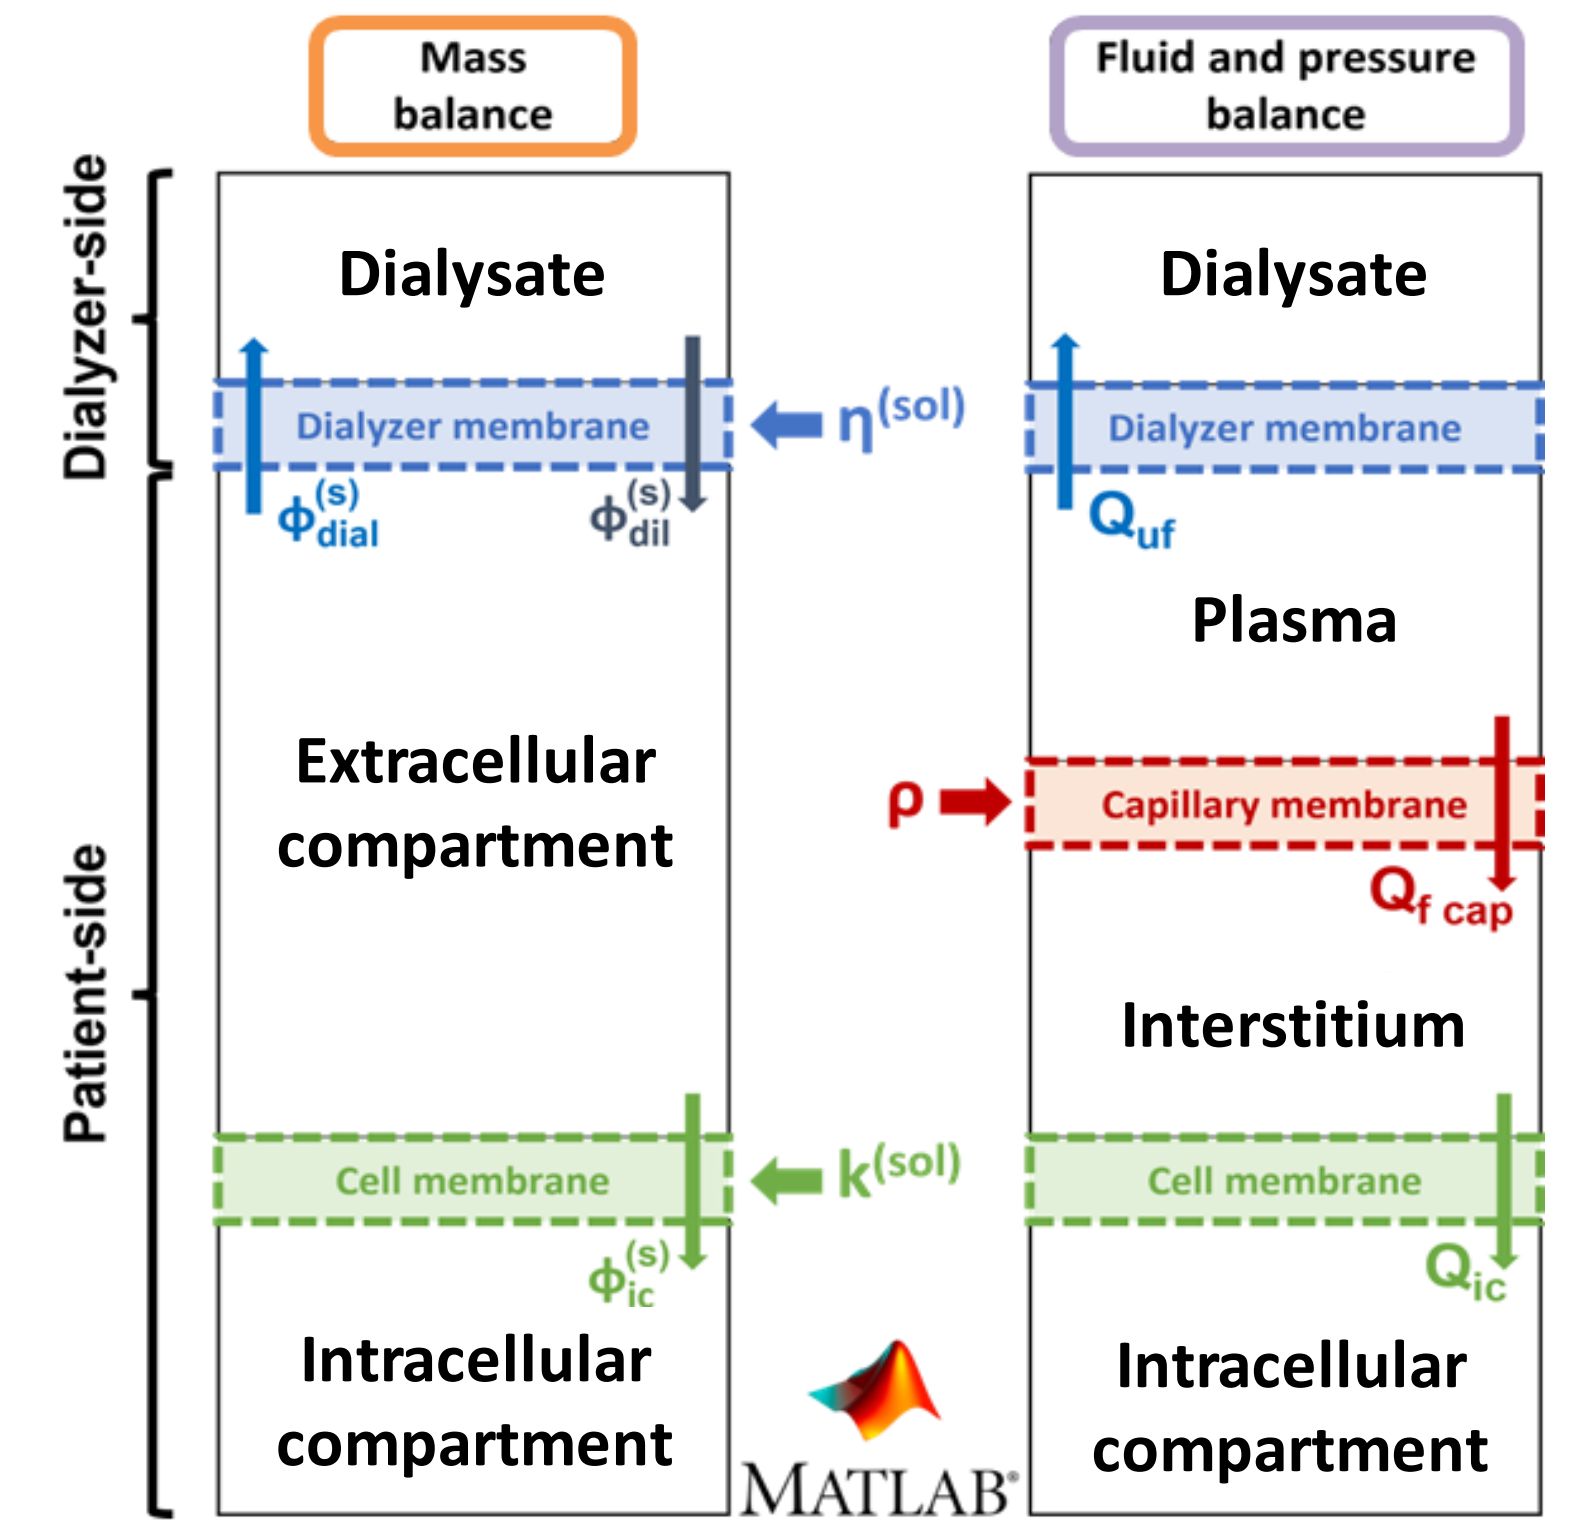 Mass
balance
Fluid and pressure
balance
Dialyzer-side
Patient-side
Dialysate
Dialyzer membrane
η(sol)
ϕ(s)dial
ϕ(s)dil
Extracellular
compartment
Cell membrane
k(sol)
ϕ(s)ic
Intracellular
compartment
Dialysate
Dialyzer membrane
Quf
Plasma
ρ
Capillary membrane
Qf cap
Interstitium
Cell membrane
Qic
Intracellular
compartment
MATLAB®